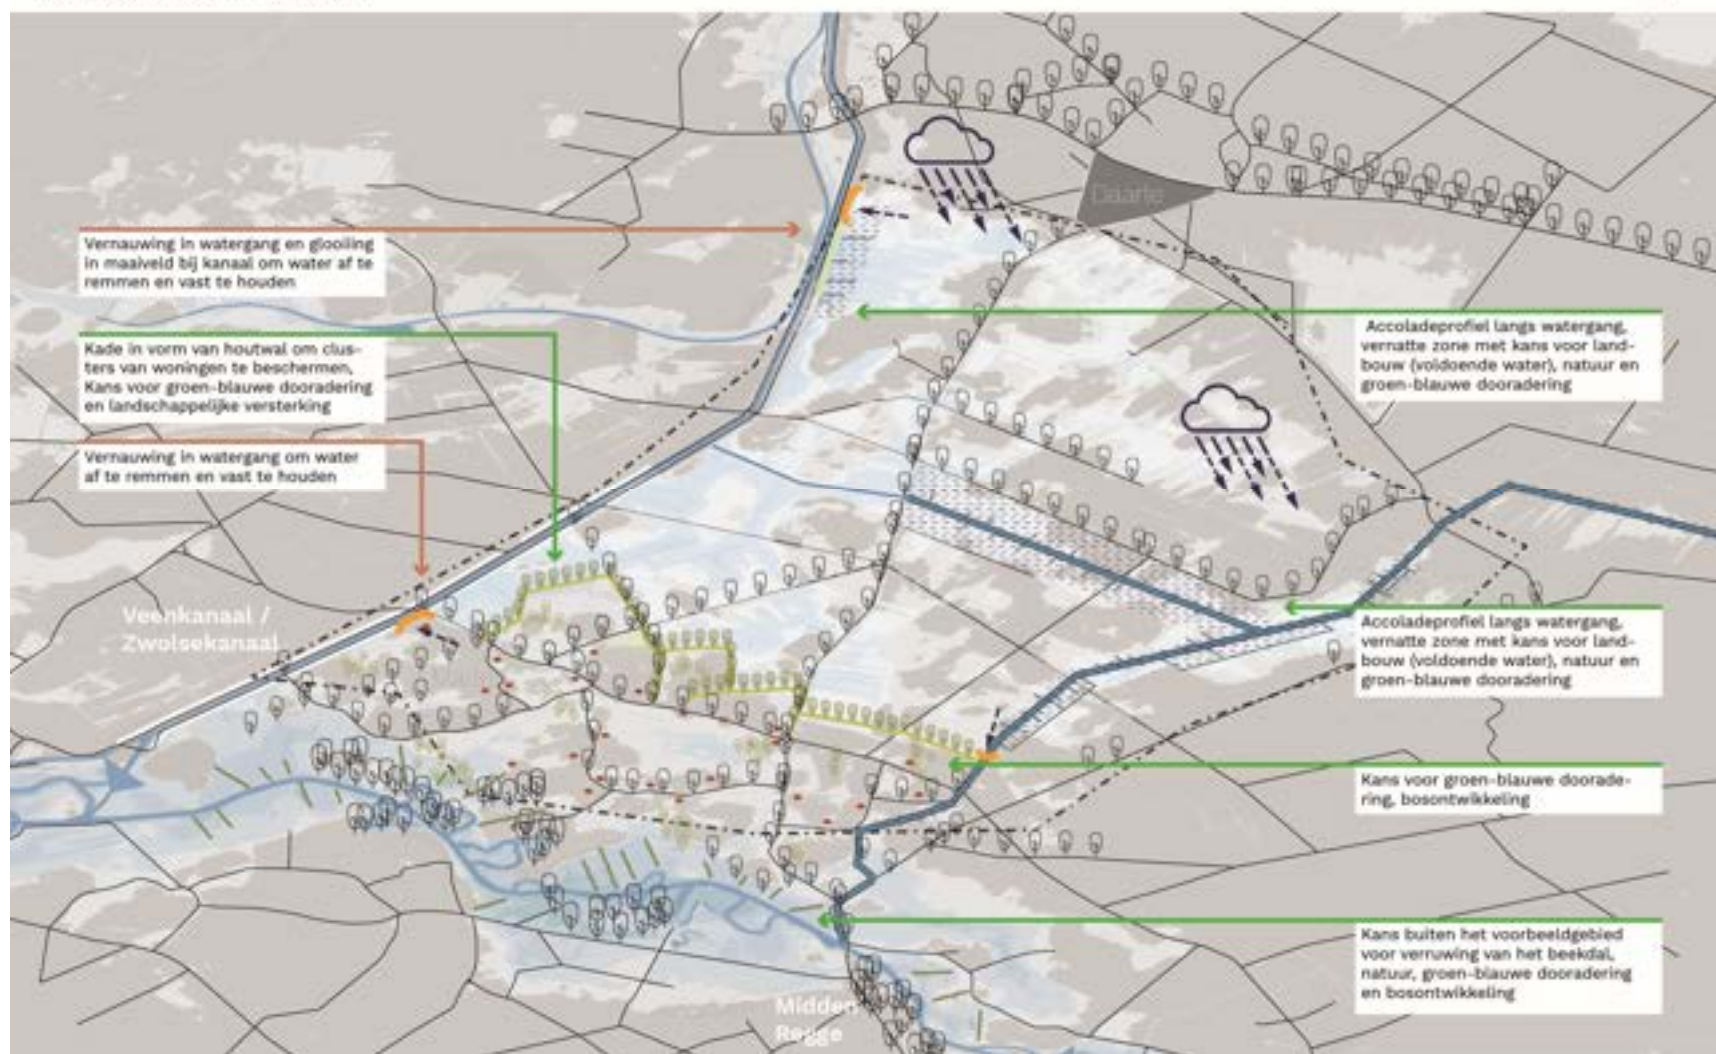 Daarle
Vernauwing in watergang en glooiing
in maaiveld bij kanaal om water af te
remmen en vast te houden
Kade in vorm van houtwal om clus-
ters van woningen te beschermen,
Kans voor groen-blauwe dooradering
en landschappelijke versterking
Vernauwing in watergang om water
af te remmen en vast te houden
Veenkanaal /
Zwolsekanaal
Accoladeprofiel langs watergang,
vernatte zone met kans voor land-
bouw (voldoende water), natuur en
groen-blauwe dooradering
Accoladeprofiel langs watergang,
vernatte zone met kans voor land-
bouw (voldoende water), natuur en
groen-blauwe dooradering
Kans voor groen-blauwe doorade-
ring, bosontwikkeling
Kans buiten het voorbeeldgebied
voor verruwing van het beekdal,
natuur, groen-blauwe dooradering
en bosontwikkeling
Midden
Regge